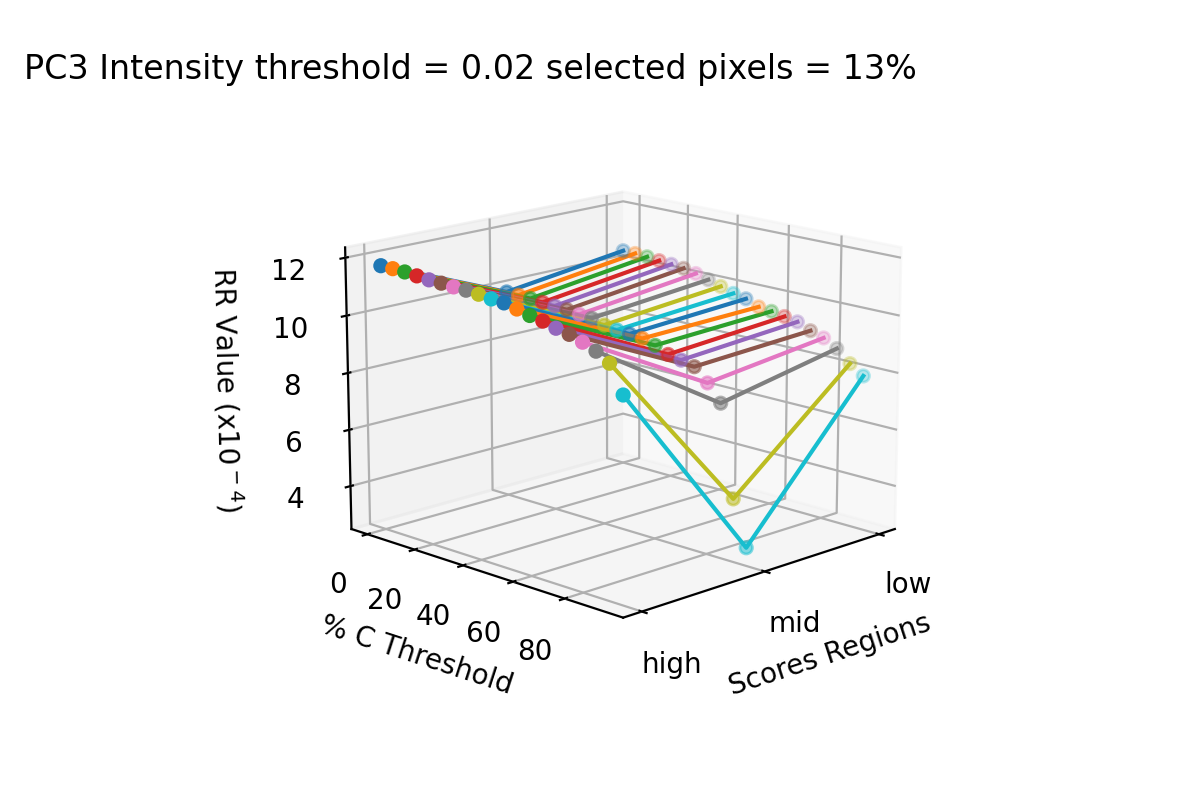 PC3 Intensity threshold = 0.02 selected pixels = 13%
12
10
8
6
4
RR Value (x10⁻⁴)
0
20
40
60
80
% C Threshold
high
mid
low
Scores Regions